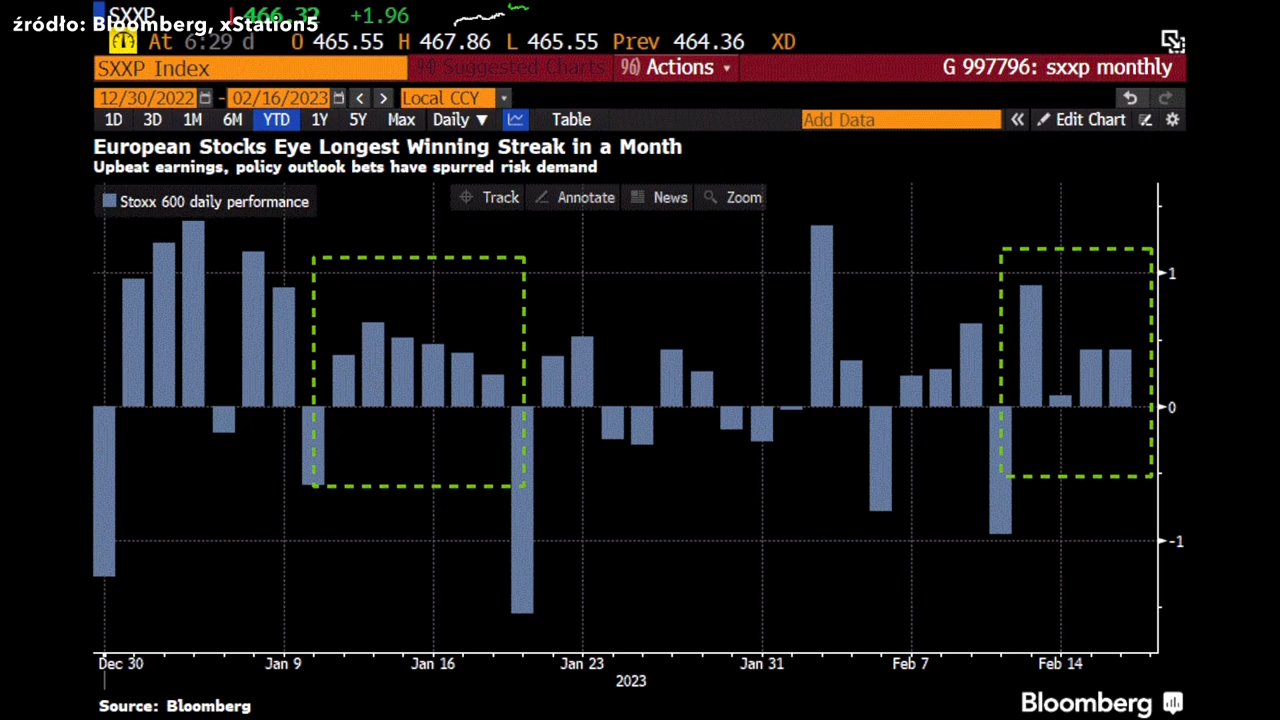 SXXP 466.32 +1.96
źródło: Bloomberg, xStation5
At 6:29 d O 465.55 H 467.86 L 465.55 Prev 464.36 XD
SXXP Index 94) Suggested Charts 96) Actions G 997796: sxxp monthly
12/30/2022 - 02/16/2023 Local CCY
1D 3D 1M 6M YTD 1Y 5Y Max Daily ▼ Table Add Data « Edit Chart
European Stocks Eye Longest Winning Streak in a Month
Upbeat earnings, policy outlook bets have spurred risk demand
Stoxx 600 daily performance Track Annotate News Zoom
1
0
-1
Dec 30 Jan 9 Jan 16 Jan 23 Jan 31 Feb 7 Feb 14
2023
Source: Bloomberg Bloomberg